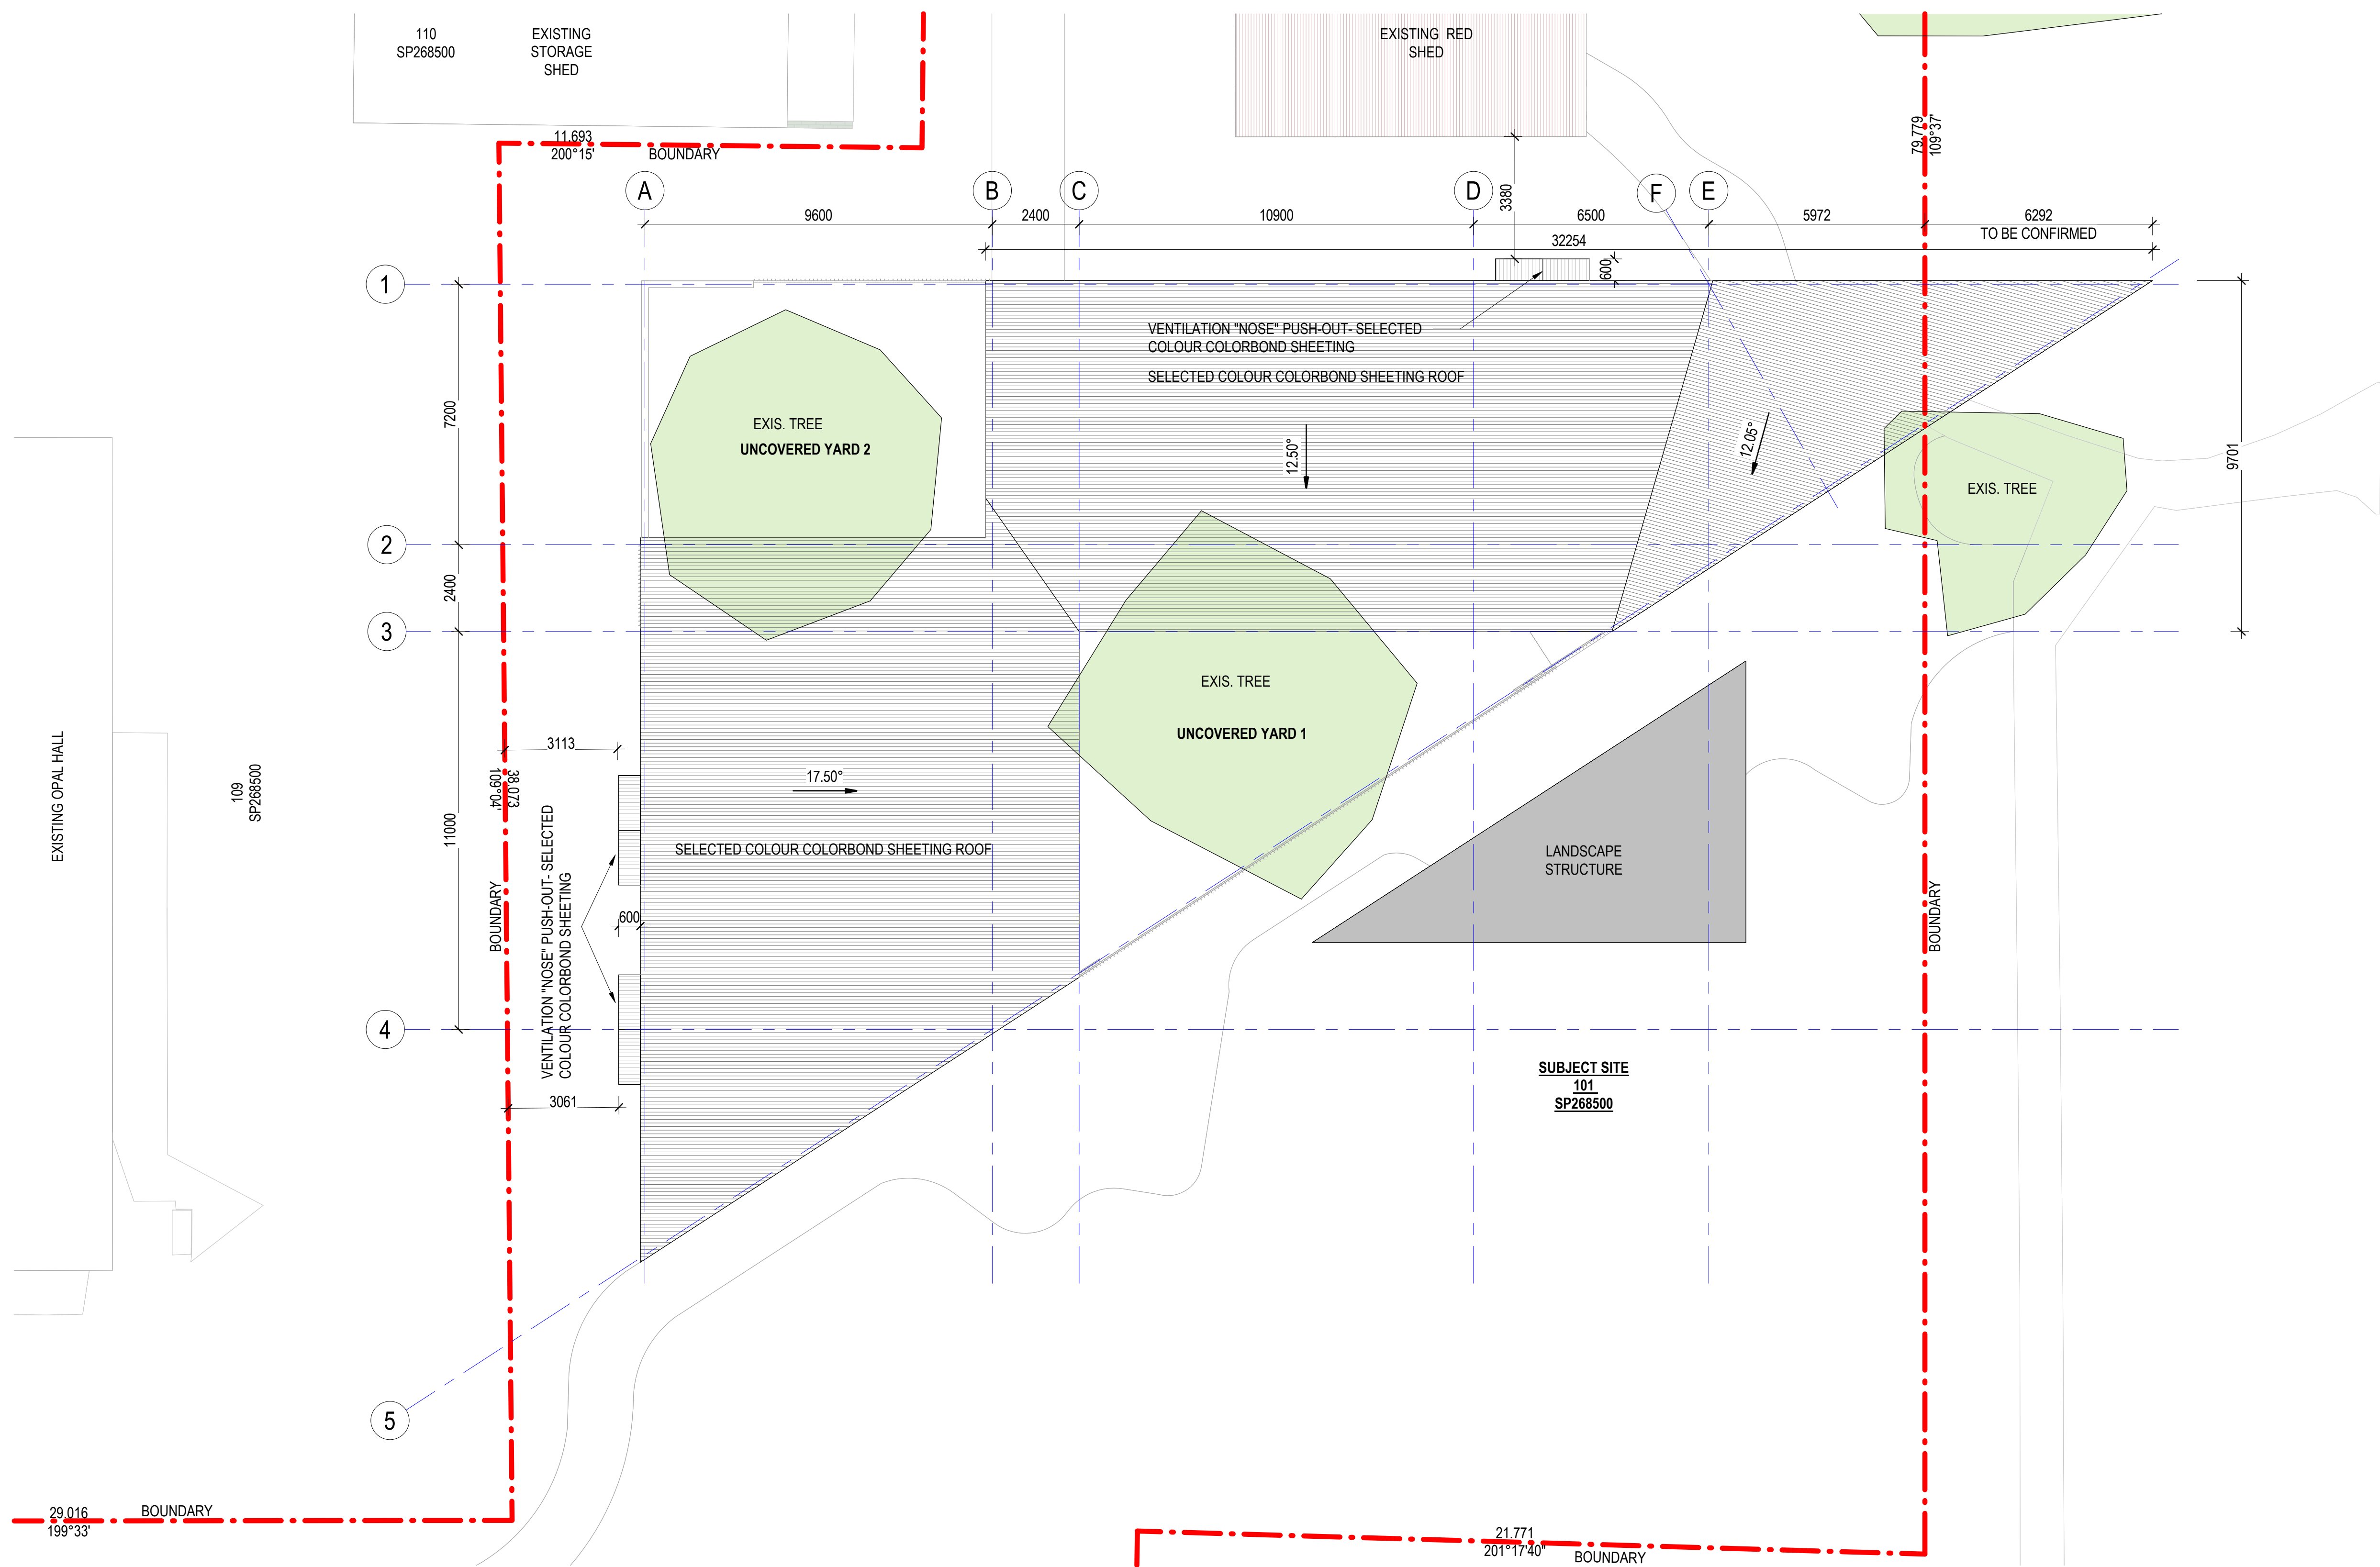 110
SP268500
EXISTING
STORAGE
SHED
EXISTING RED
SHED
11.693
200°15'
BOUNDARY
79.779
109°37'
A
B
C
D
F
E
9600
2400
10900
3380
6500
5972
6292
TO BE CONFIRMED
32254
600
1
VENTILATION "NOSE" PUSH-OUT- SELECTED
COLOUR COLORBOND SHEETING
SELECTED COLOUR COLORBOND SHEETING ROOF
7200
EXIS. TREE
UNCOVERED YARD 2
12.50°
12.05°
9701
EXIS. TREE
2
2400
3
EXIS. TREE
UNCOVERED YARD 1
EXISTING OPAL HALL
109
SP268500
3113
38.073
109°04'
17.50°
11000
SELECTED COLOUR COLORBOND SHEETING ROOF
VENTILATION "NOSE" PUSH-OUT- SELECTED
COLOUR COLORBOND SHEETING
BOUNDARY
600
LANDSCAPE
STRUCTURE
BOUNDARY
4
3061
SUBJECT SITE
101
SP268500
5
29.016
199°33'
BOUNDARY
21.771
201°17'40"
BOUNDARY